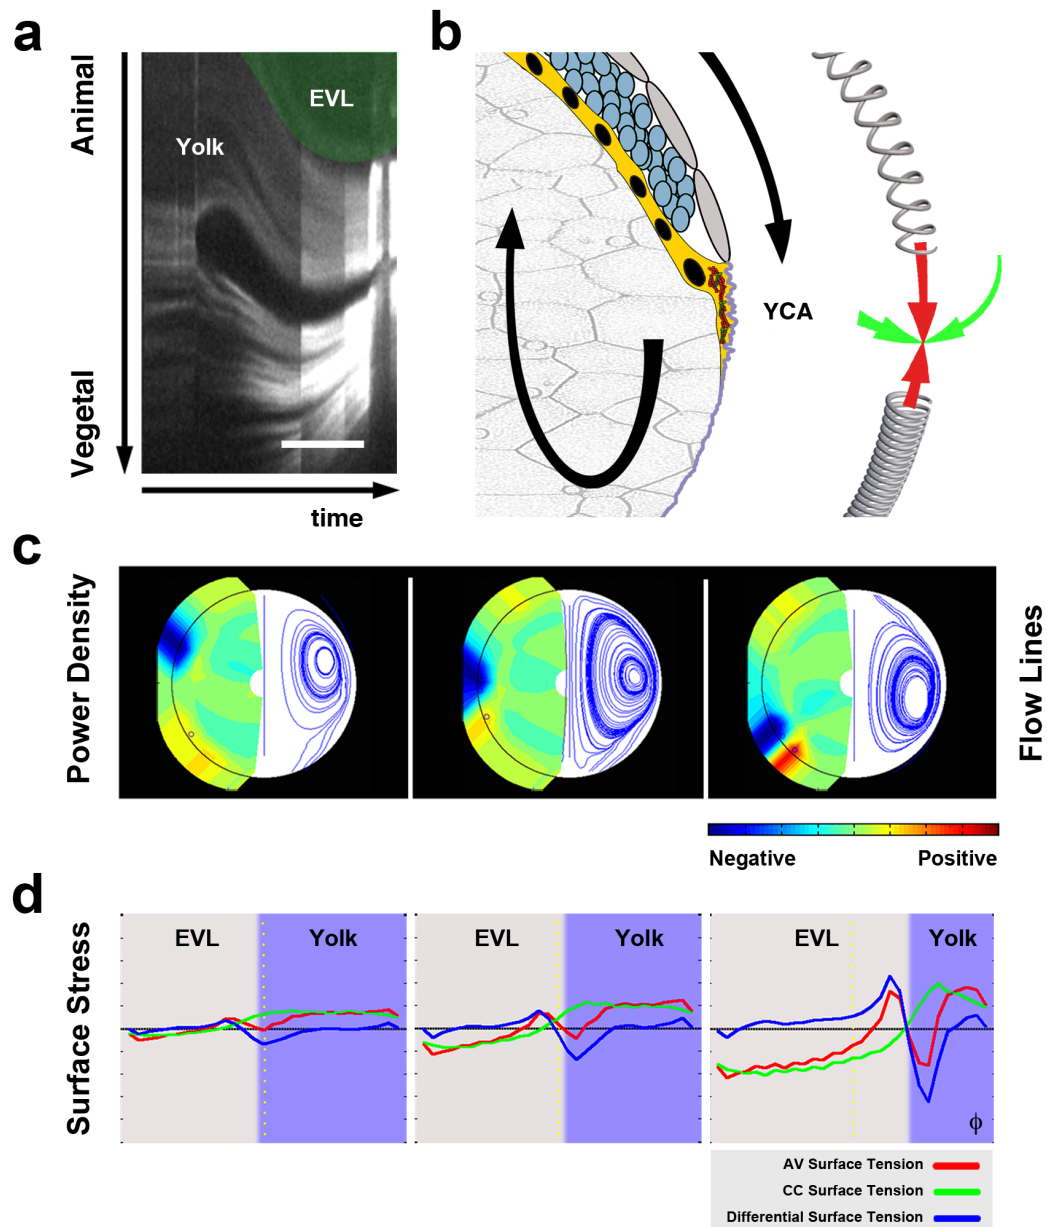 a
Animal
Vegetal
Yolk
EVL
time
b
YCA
c
Power Density
Flow Lines
Negative
Positive
d
Surface Stress
EVL
Yolk
EVL
Yolk
EVL
Yolk
ϕ
AV Surface Tension
CC Surface Tension
Differential Surface Tension